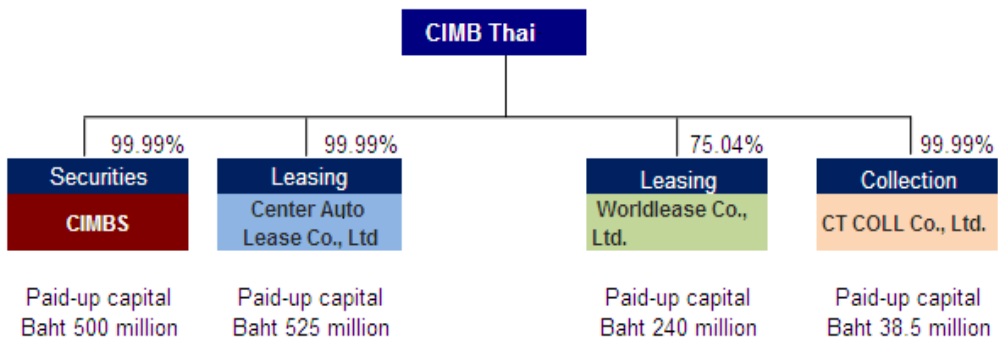 CIMB Thai
99.99%
99.99%
75.04%
99.99%
Securities
Leasing
Leasing
Collection
CIMBS
Center Auto
Lease Co., Ltd
Worldlease Co.,
Ltd.
CT COLL Co., Ltd.
Paid-up capital
Baht 500 million
Paid-up capital
Baht 525 million
Paid-up capital
Baht 240 million
Paid-up capital
Baht 38.5 million